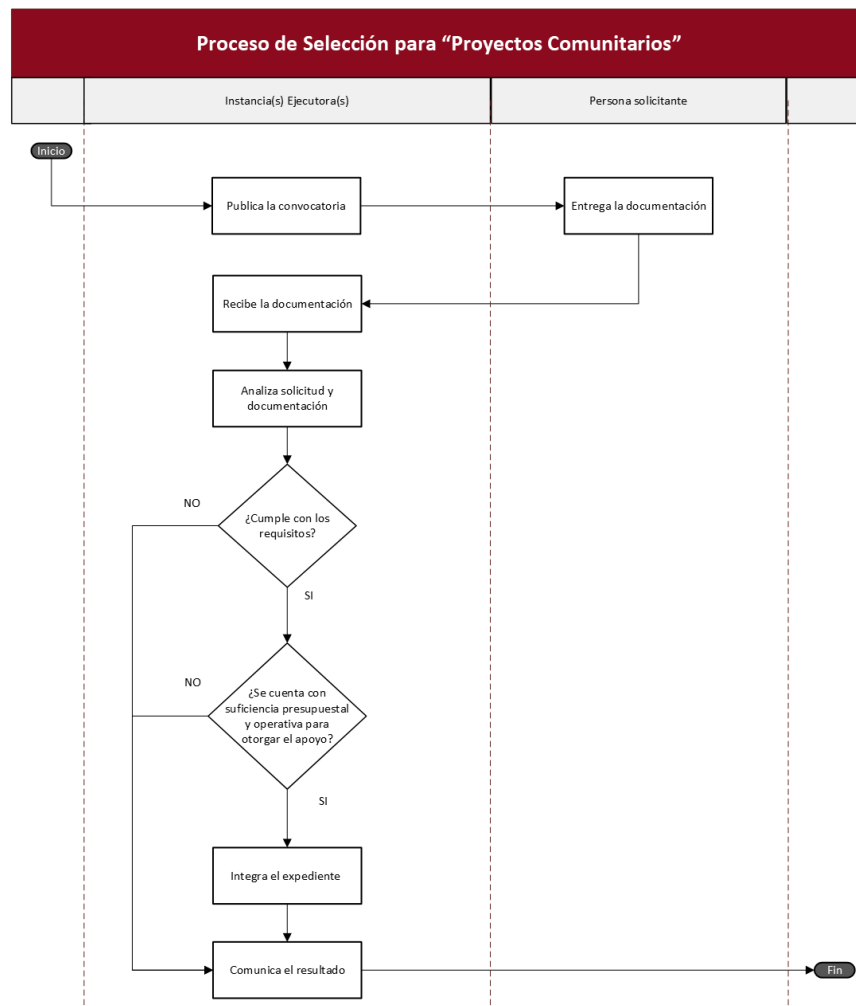 Proceso de Selección para “Proyectos Comunitarios”
Instancia(s) Ejecutora(s)
Persona solicitante
Inicio
Publica la convocatoria
Entrega la documentación
Recibe la documentación
Analiza solicitud y
documentación
NO
¿Cumple con los
requisitos?
SI
NO
¿Se cuenta con
suficiencia presupuestal
y operativa para
otorgar el apoyo?
SI
Integra el expediente
Comunica el resultado
Fin